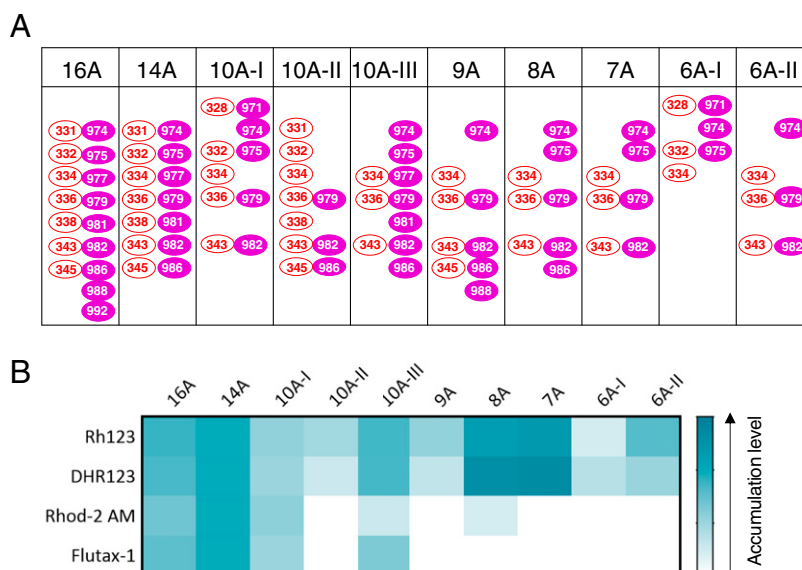 A
16A 14A 10A-I 10A-II 10A-III 9A 8A 7A 6A-I 6A-II
328 971 328 971
331 974 331 974 974 331 974 974 974 974 974 974
332 975 332 975 332 975 332 975 975 975 332 975
334 977 334 977 334 334 334 977 334 334 334 334 334
336 979 336 979 336 979 336 979 336 979 336 979 336 979 336 979 336 979
338 981 338 981 338 981
343 982 343 982 343 982 343 982 343 982 343 982 343 982 343 982 343 982
345 986 345 986 345 986 986 345 986 986
988 988
992
B
16A 14A 10A-I 10A-II 10A-III 9A 8A 7A 6A-I 6A-II
Rh123
DHR123
Rhod-2 AM
Flutax-1
Accumulation level